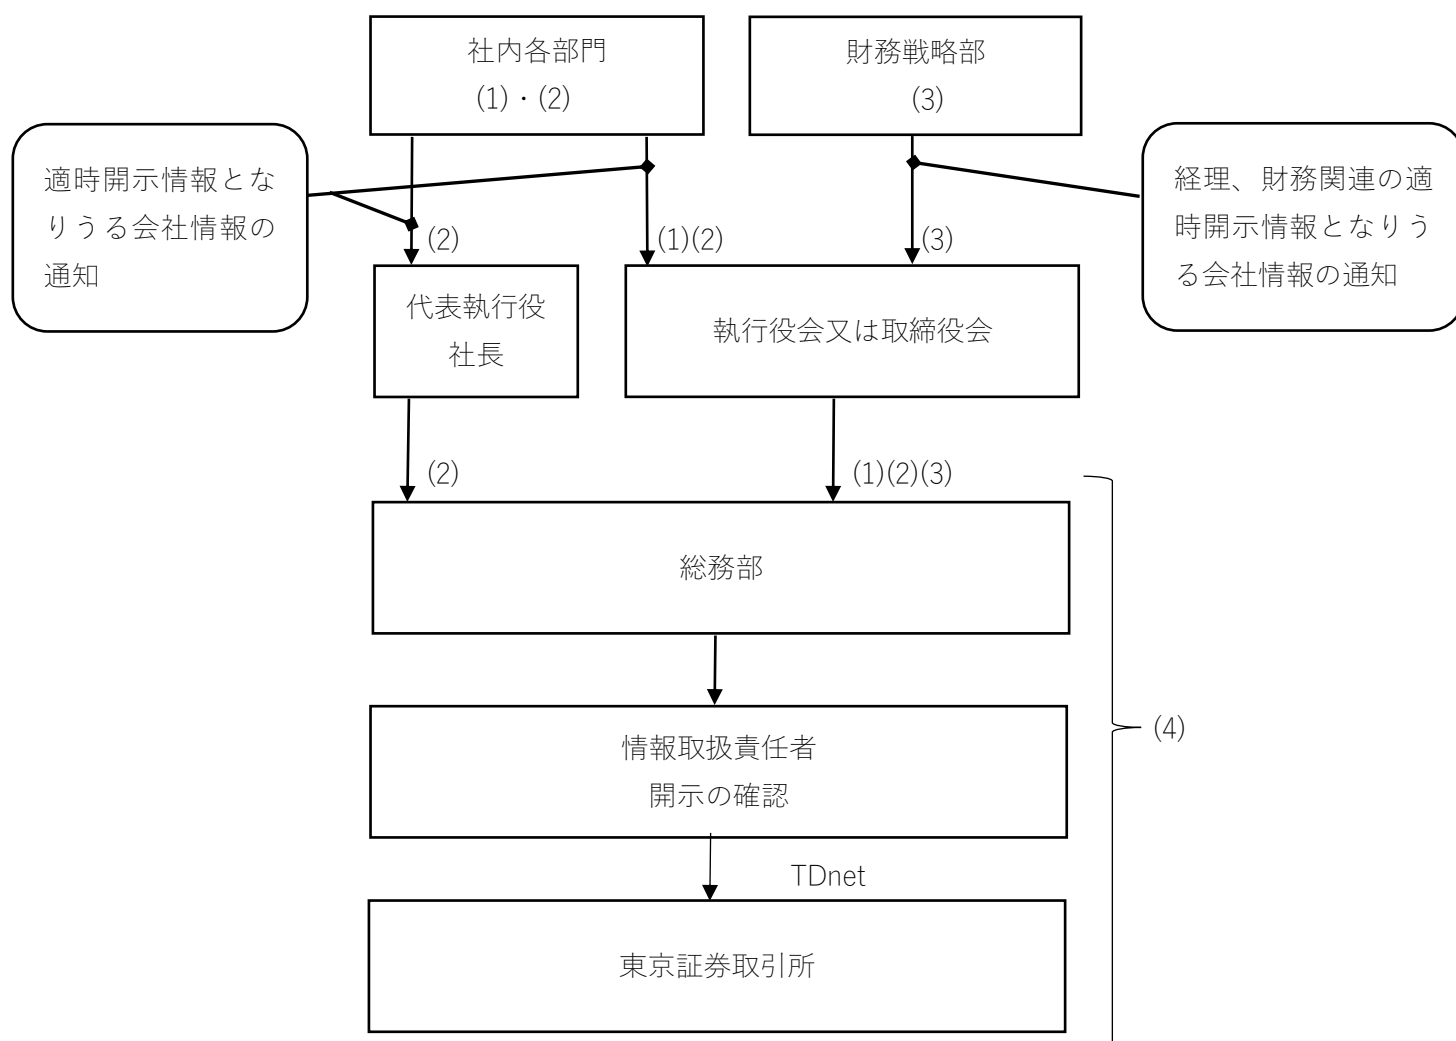 社内各部門
(1)・(2)
財務戦略部
(3)
適時開示情報とな
りうる会社情報の
通知
経理、財務関連の適
時開示情報となりう
る会社情報の通知
(2)
(1)(2)
(3)
代表執行役
社長
執行役会又は取締役会
(2)
(1)(2)(3)
総務部
情報取扱責任者
開示の確認
(4)
TDnet
東京証券取引所